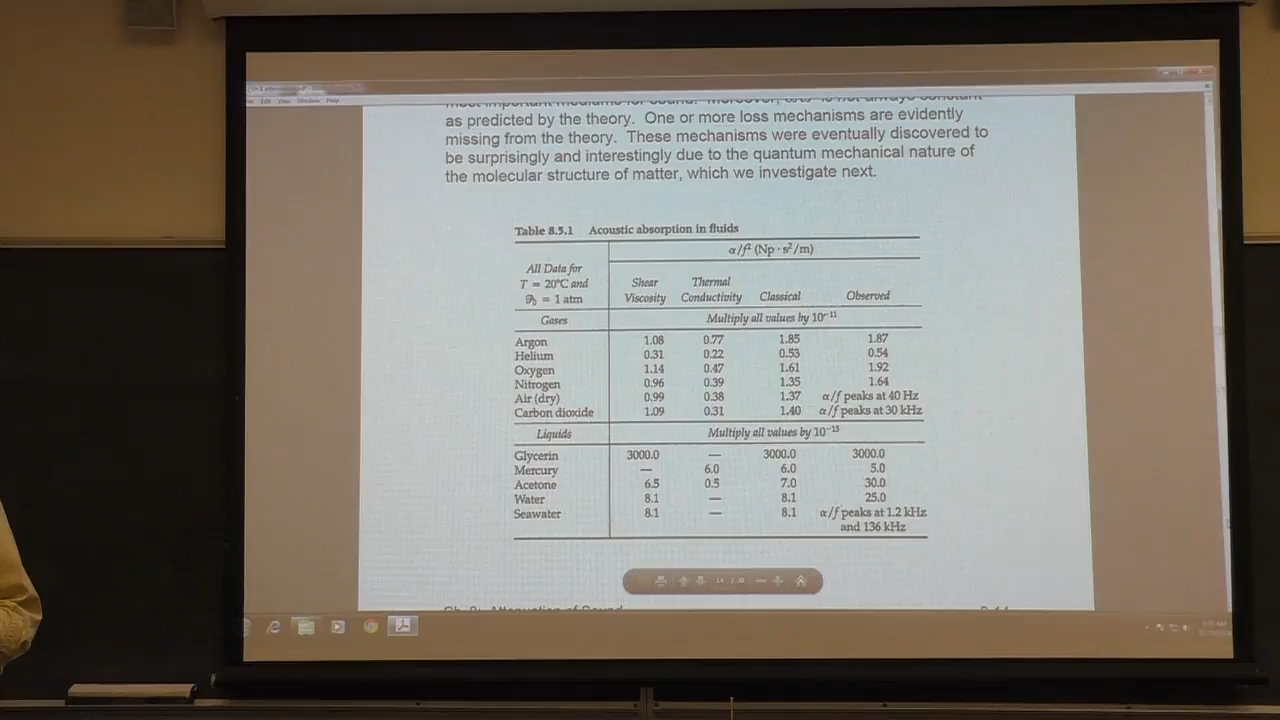 Edit View Window Help
as predicted by the theory. One or more loss mechanisms are evidently
missing from the theory. These mechanisms were eventually discovered to
be surprisingly and interestingly due to the quantum mechanical nature of
the molecular structure of matter, which we investigate next.
Table 8.5.1 Acoustic absorption in fluids
α/f² (Np · s²/m)
All Data for
T = 20°C and
𝒫₀ = 1 atm
Shear Viscosity Thermal Conductivity Classical Observed
Gases Multiply all values by 10⁻¹¹
Argon 1.08 0.77 1.85 1.87
Helium 0.31 0.22 0.53 0.54
Oxygen 1.14 0.47 1.61 1.92
Nitrogen 0.96 0.39 1.35 1.64
Air (dry) 0.99 0.38 1.37 α/f peaks at 40 Hz
Carbon dioxide 1.09 0.31 1.40 α/f peaks at 30 kHz
Liquids Multiply all values by 10⁻¹⁵
Glycerin 3000.0 — 3000.0 3000.0
Mercury — 6.0 6.0 5.0
Acetone 6.5 0.5 7.0 30.0
Water 8.1 — 8.1 25.0
Seawater 8.1 — 8.1 α/f peaks at 1.2 kHz
and 136 kHz